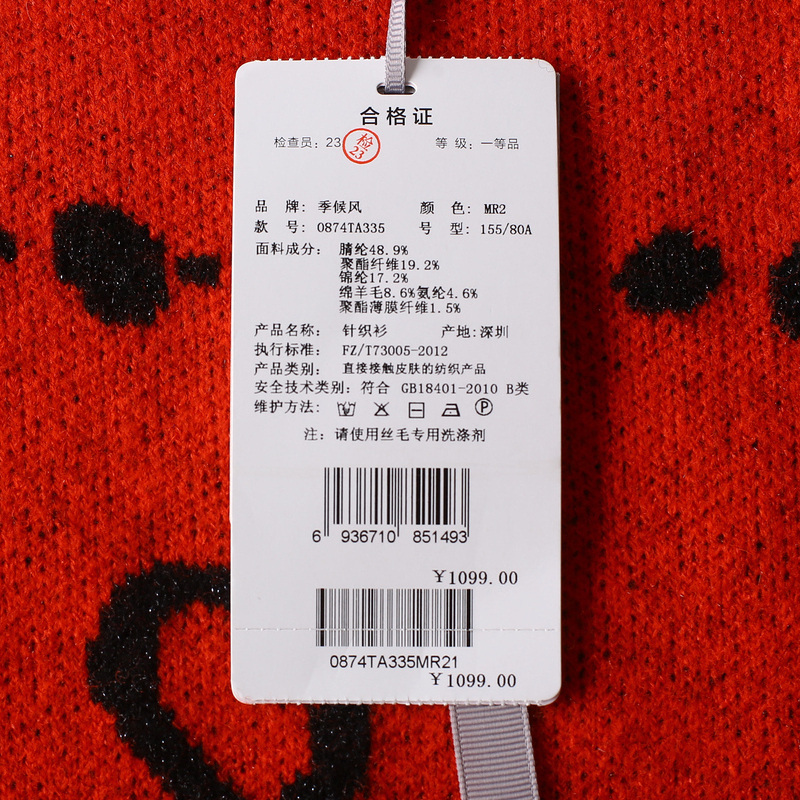 合格证
检查员：23 检23 等 级：一等品
品 牌：季候风 颜 色：MR2
款 号：0874TA335 号 型：155/80A
面料成分：腈纶48.9%
聚酯纤维19.2%
锦纶17.2%
绵羊毛8.6%氨纶4.6%
聚酯薄膜纤维1.5%
产品名称：针织衫 产地:深圳
执行标准：FZ/T73005-2012
产品类别：直接接触皮肤的纺织产品
安全技术类别：符合 GB18401-2010 B类
维护方法：Ⓟ
注：请使用丝毛专用洗涤剂
6 936710 851493
¥1099.00
0874TA335MR21
¥1099.00